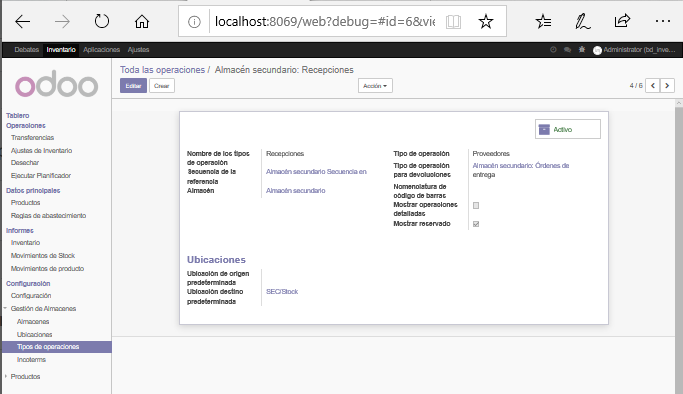 localhost:8069/web?debug=#id=6&vie
Debates Inventario Aplicaciones Ajustes Administrator (bd_inve...
odoo
Toda las operaciones / Almacén secundario: Recepciones
Editar Crear Acción 4 / 6
Tablero
Operaciones
Transferencias
Ajustes de Inventario
Desechar
Ejecutar Planificador
Datos principales
Productos
Reglas de abastecimiento
Informes
Inventario
Movimientos de Stock
Movimientos de producto
Configuración
Configuración
Gestión de Almacenes
Almacenes
Ubicaciones
Tipos de operaciones
Incoterms
Productos
Activo
Nombre de los tipos de operación Recepciones
Secuencia de la referencia Almacén secundario Secuencia en
Almacén Almacén secundario
Tipo de operación Proveedores
Tipo de operación para devoluciones Almacén secundario: Órdenes de entrega
Nomenolatura de código de barras
Mostrar operaciones detalladas
Mostrar reservado
Ubicaciones
Ubicación de origen predeterminada
Ubicación destino predeterminada SEC/Stock